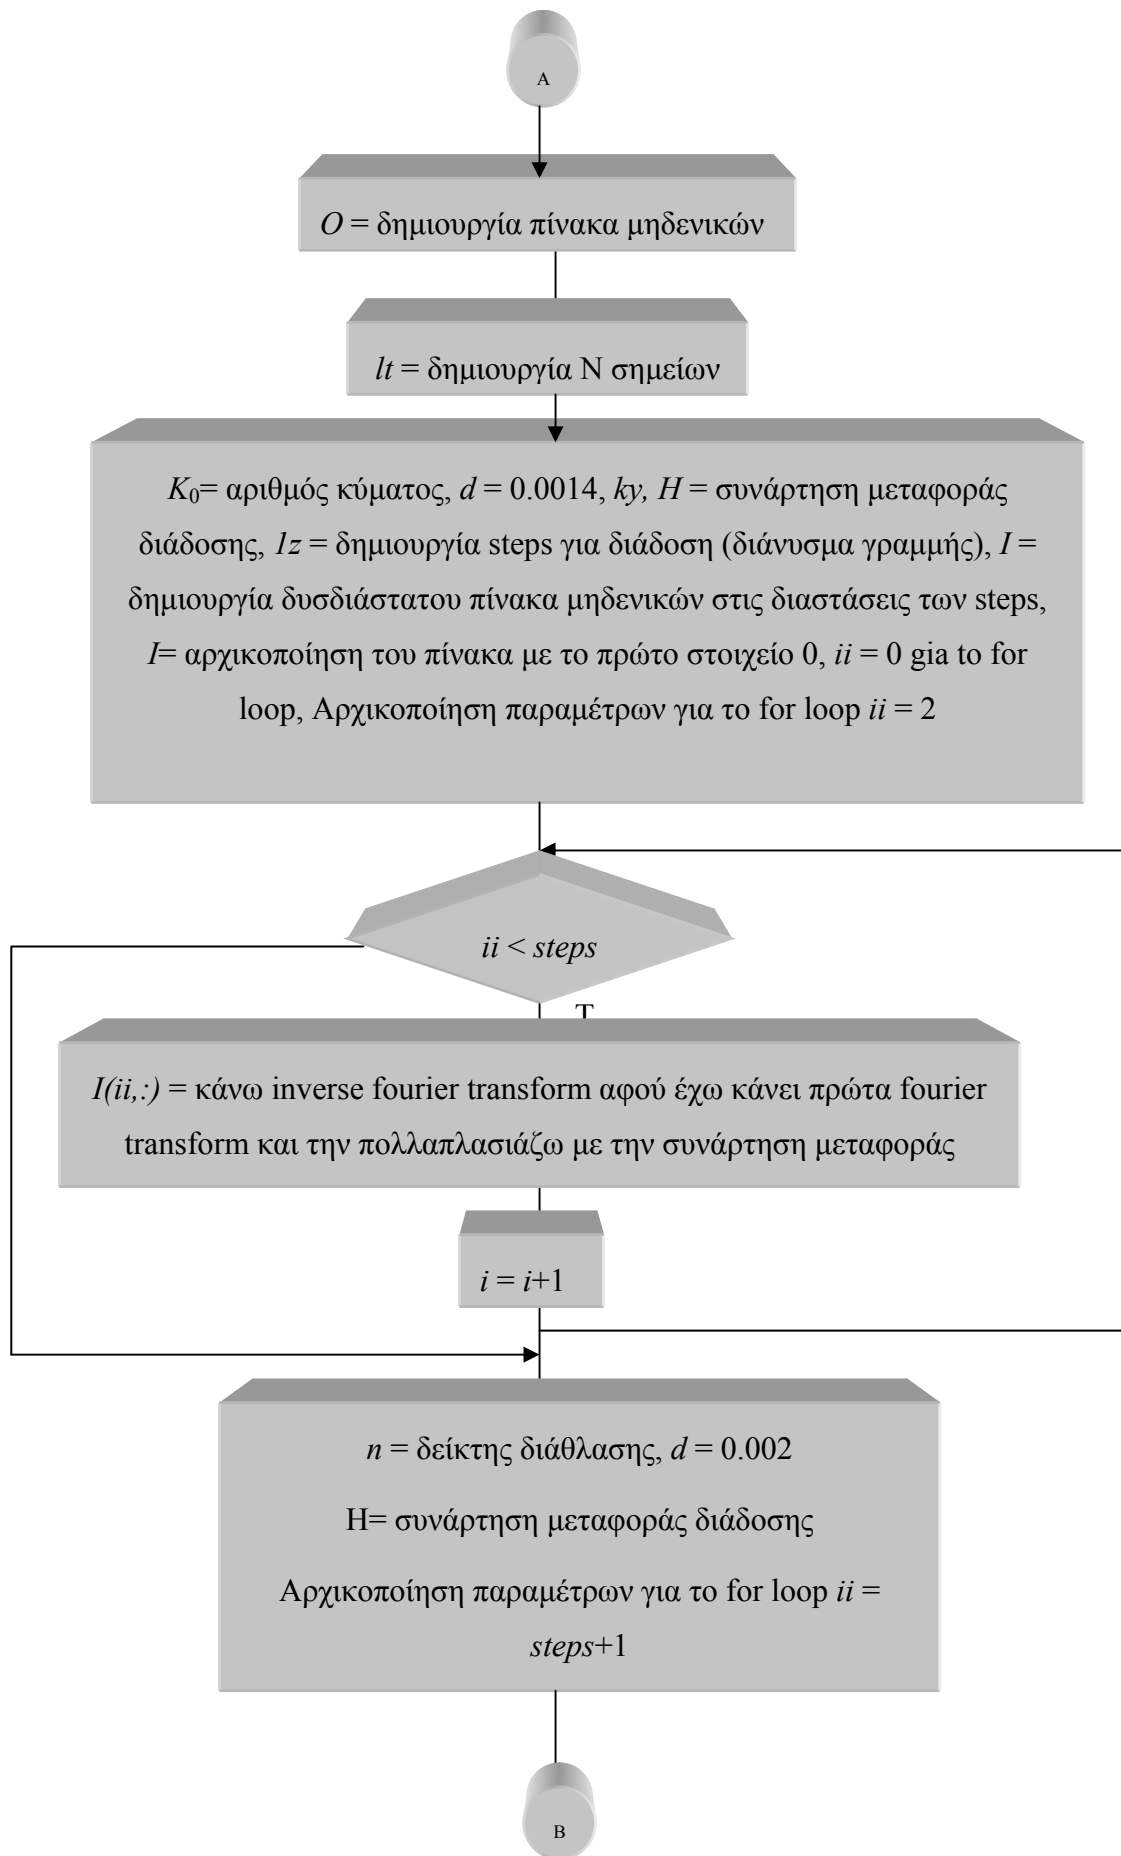 A
O = δημιουργία πίνακα μηδενικών
lt = δημιουργία N σημείων
K0= αριθμός κύματος, d = 0.0014, ky, H = συνάρτηση μεταφοράς
διάδοσης, lz = δημιουργία steps για διάδοση (διάνυσμα γραμμής), I =
δημιουργία δυσδιάστατου πίνακα μηδενικών στις διαστάσεις των steps,
I= αρχικοποίηση του πίνακα με το πρώτο στοιχείο 0, ii = 0 gia to for
loop, Αρχικοποίηση παραμέτρων για το for loop ii = 2
ii < steps
T
I(ii,:) = κάνω inverse fourier transform αφού έχω κάνει πρώτα fourier
transform και την πολλαπλασιάζω με την συνάρτηση μεταφοράς
i = i+1
n = δείκτης διάθλασης, d = 0.002
H= συνάρτηση μεταφοράς διάδοσης
Αρχικοποίηση παραμέτρων για το for loop ii =
steps+1
B